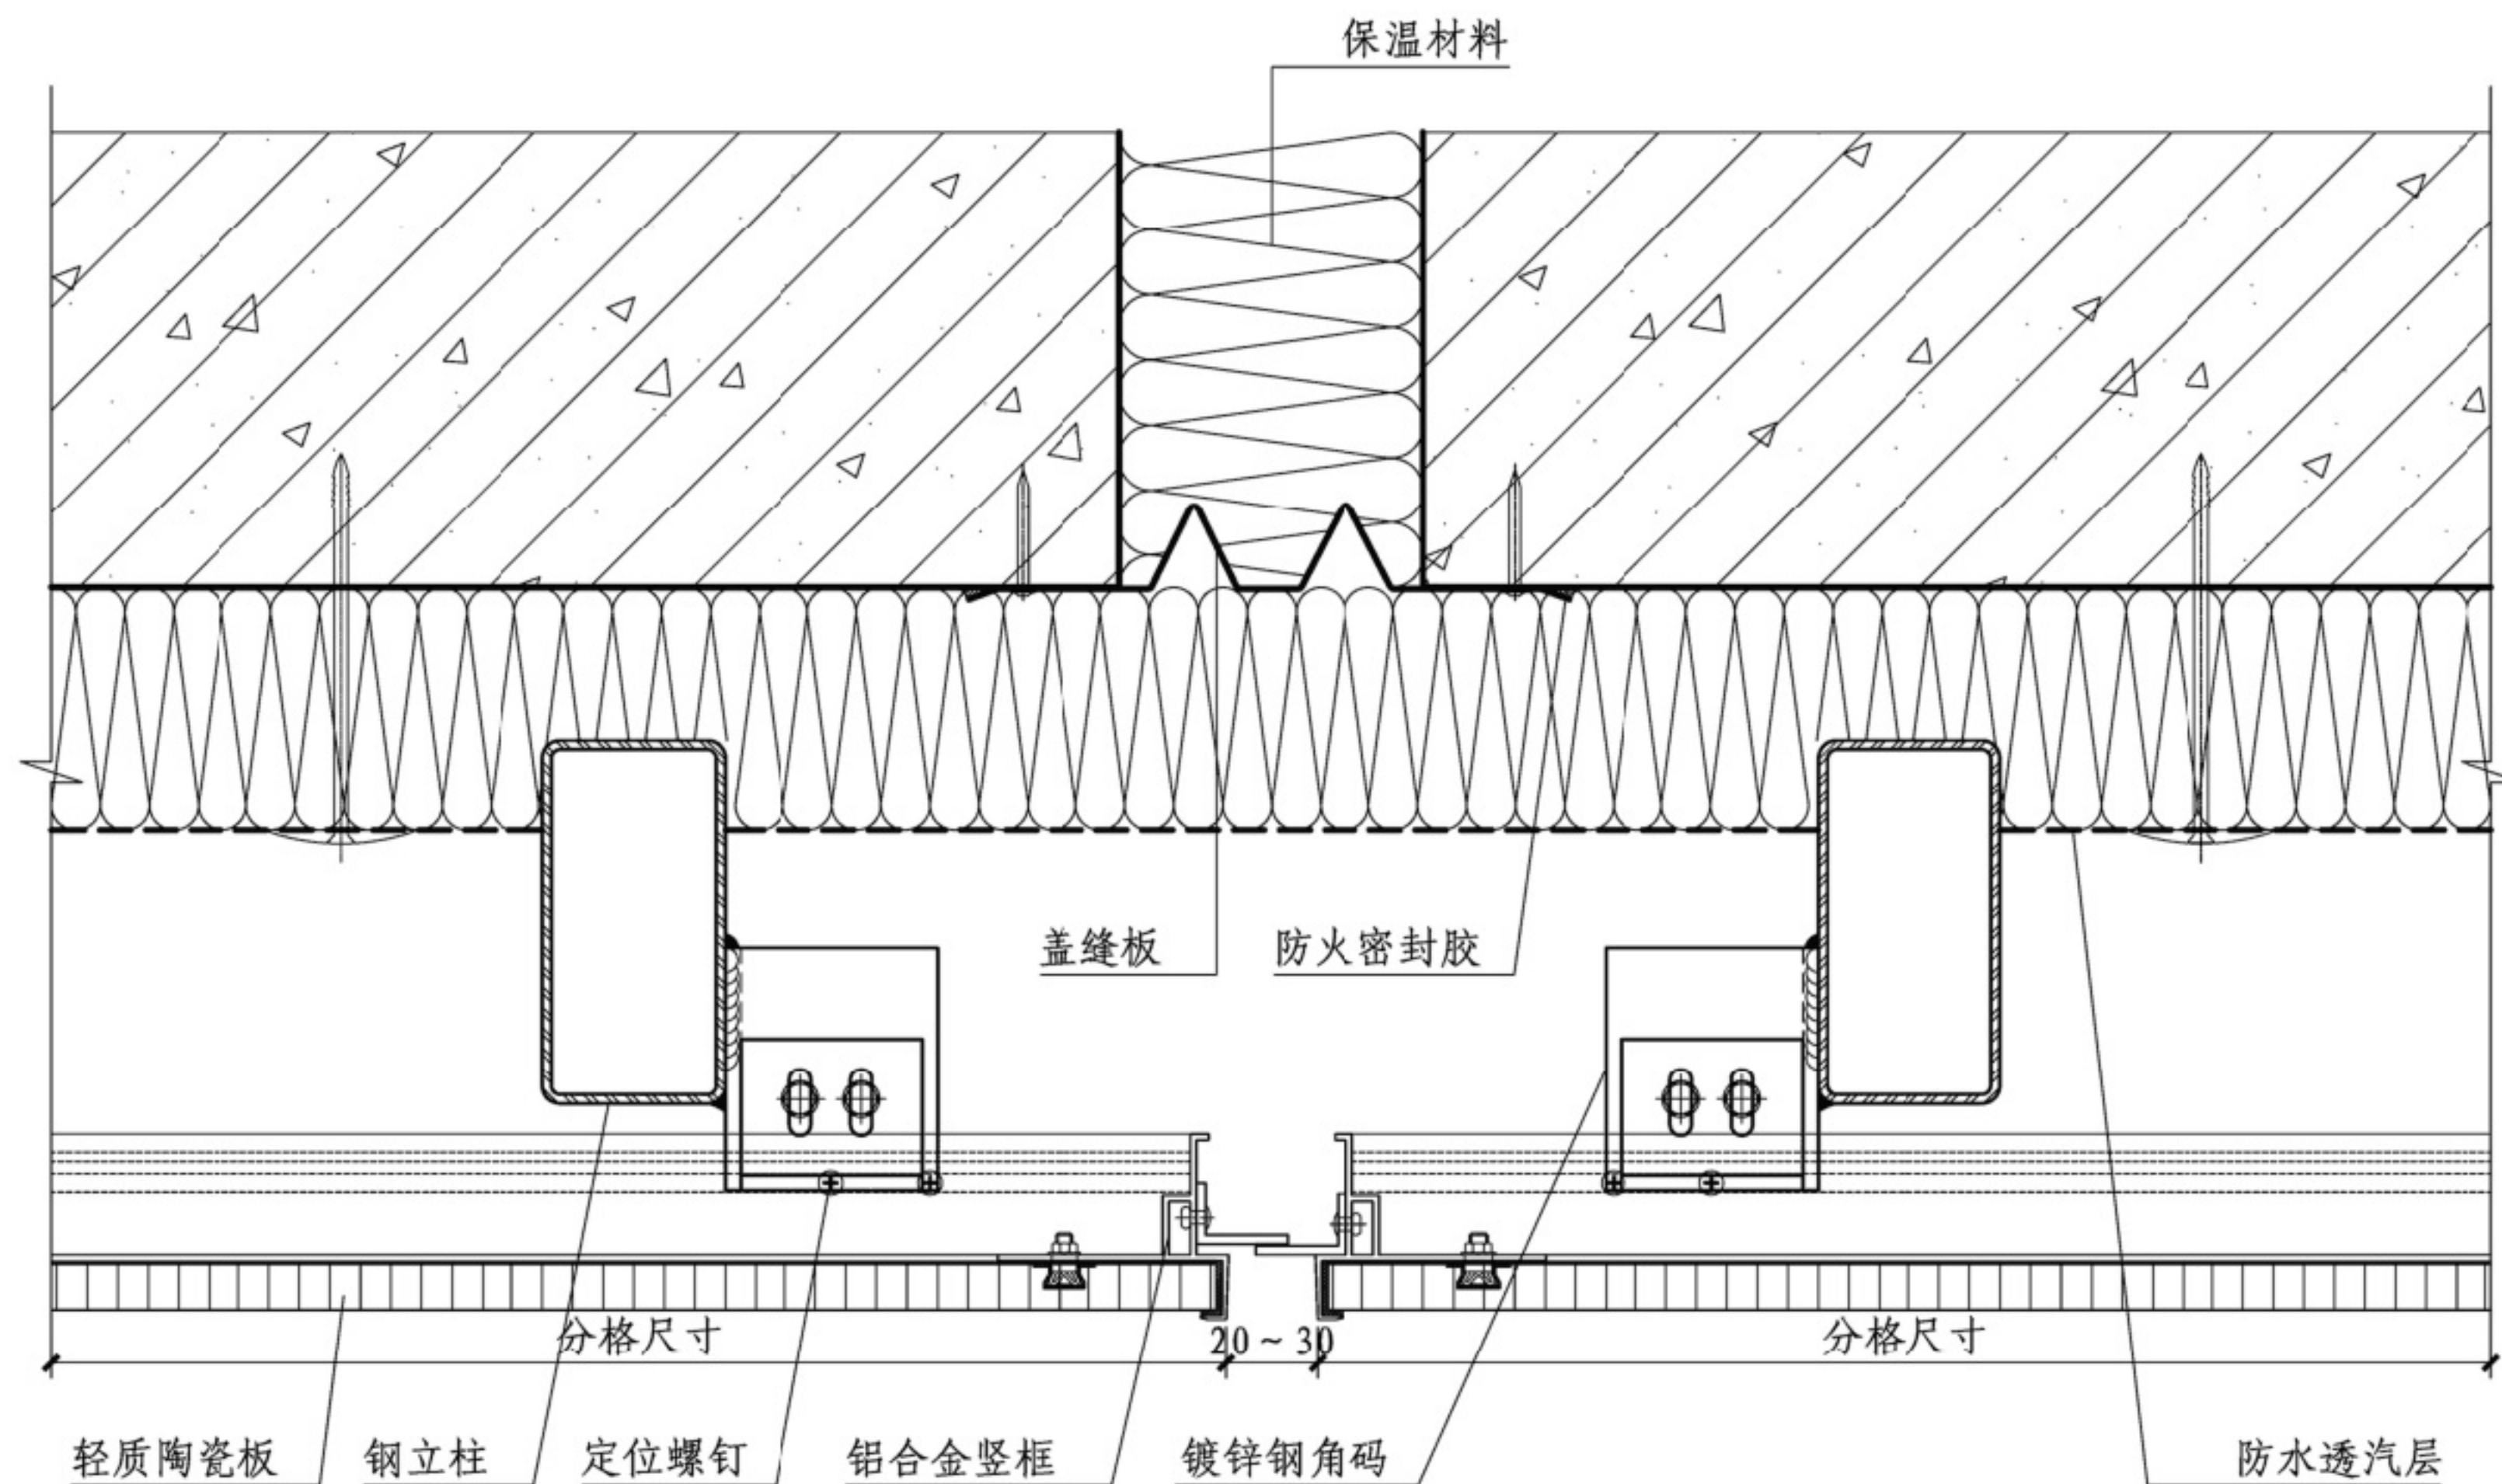 保温材料
盖缝板
防火密封胶
分格尺寸
20~30
分格尺寸
轻质陶瓷板
钢立柱
定位螺钉
铝合金竖框
镀锌钢角码
防水透汽层